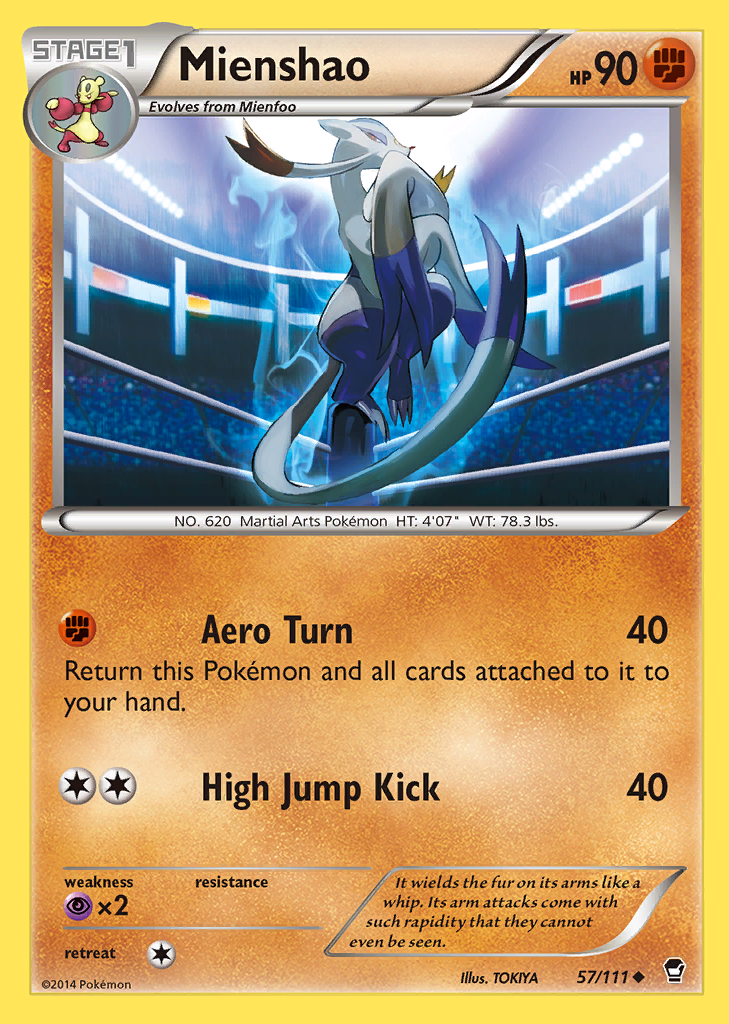 STAGE1
Mienshao
HP 90
Evolves from Mienfoo
NO. 620 Martial Arts Pokémon HT: 4'07" WT: 78.3 lbs.
Aero Turn 40
Return this Pokémon and all cards attached to it to
your hand.
High Jump Kick 40
weakness resistance
×2
retreat
It wields the fur on its arms like a
whip. Its arm attacks come with
such rapidity that they cannot
even be seen.
©2014 Pokémon
Illus. TOKIYA 57/111